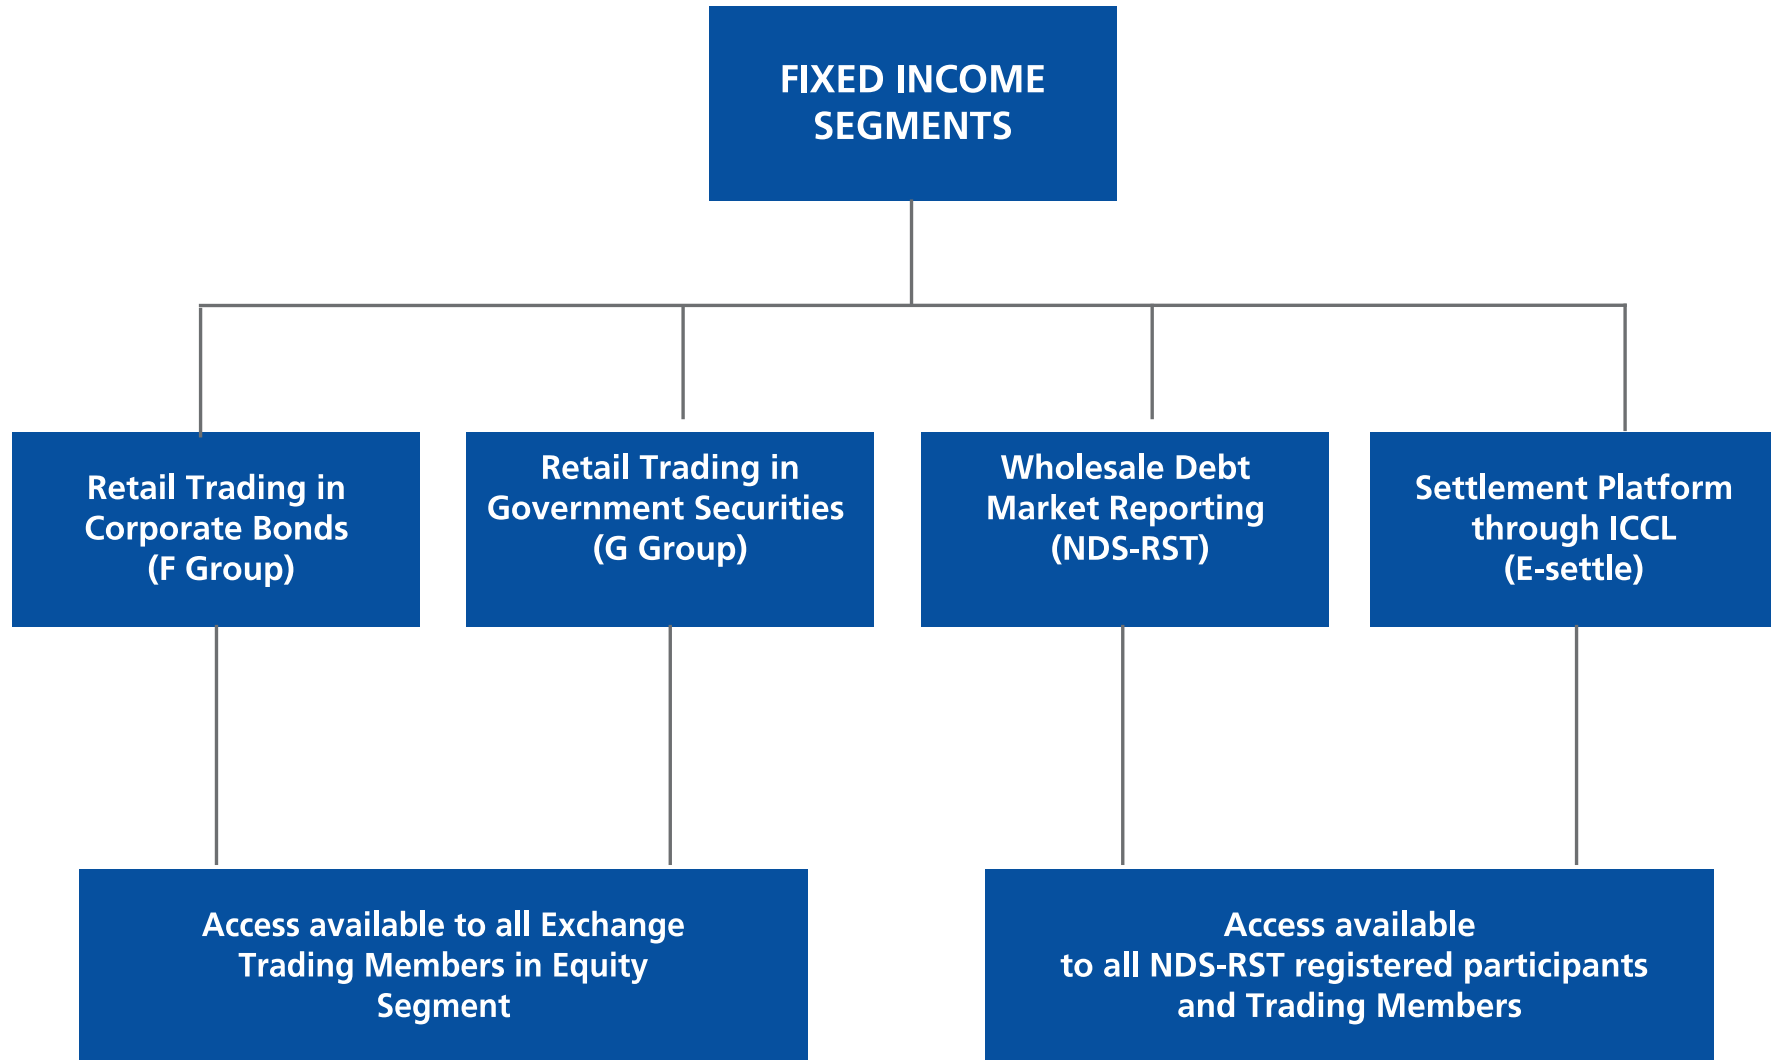 FIXED INCOME
SEGMENTS
Retail Trading in
Corporate Bonds
(F Group)
Retail Trading in
Government Securities
(G Group)
Wholesale Debt
Market Reporting
(NDS-RST)
Settlement Platform
through ICCL
(E-settle)
Access available to all Exchange
Trading Members in Equity
Segment
Access available
to all NDS-RST registered participants
and Trading Members